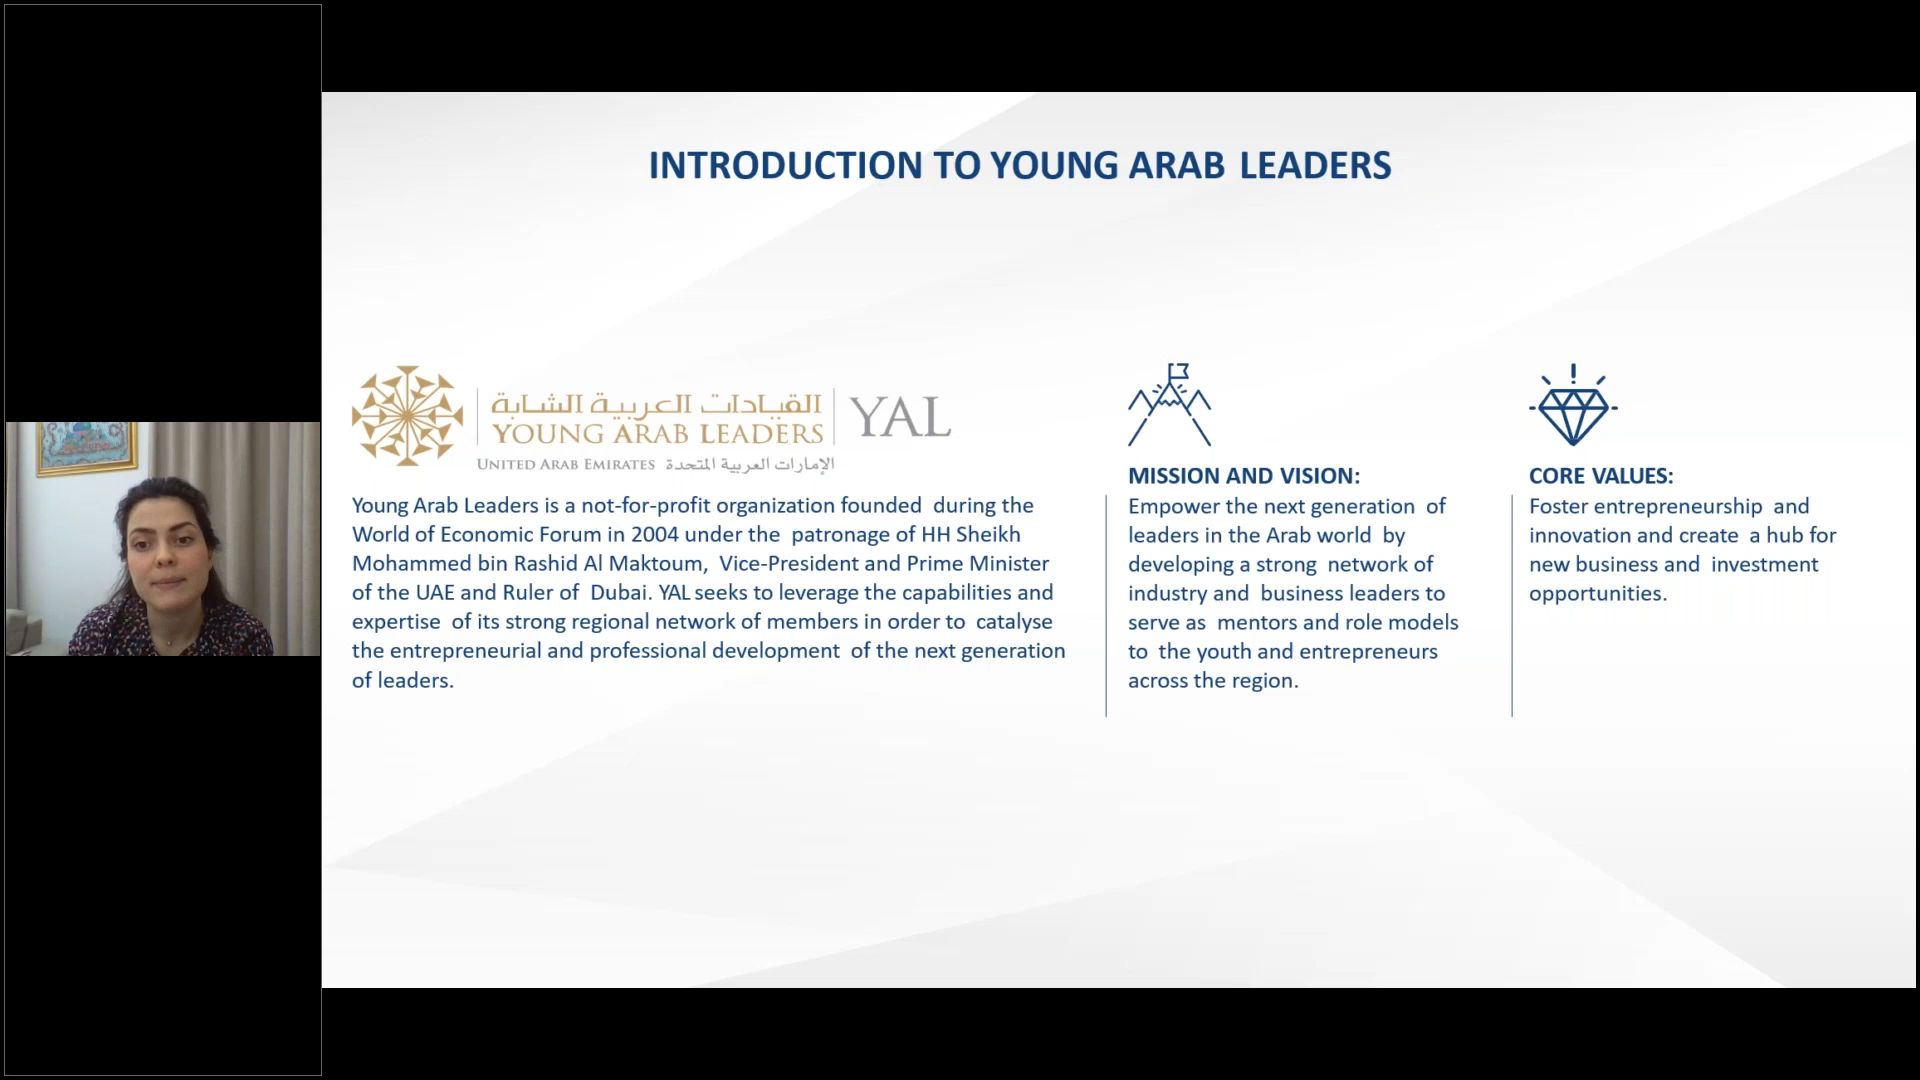 INTRODUCTION TO YOUNG ARAB LEADERS
القيادات العربية الشابة
YOUNG ARAB LEADERS
YAL
UNITED ARAB EMIRATES الإمارات العربية المتحدة
Young Arab Leaders is a not-for-profit organization founded during the
World of Economic Forum in 2004 under the patronage of HH Sheikh
Mohammed bin Rashid Al Maktoum, Vice-President and Prime Minister
of the UAE and Ruler of Dubai. YAL seeks to leverage the capabilities and
expertise of its strong regional network of members in order to catalyse
the entrepreneurial and professional development of the next generation
of leaders.
MISSION AND VISION:
Empower the next generation of
leaders in the Arab world by
developing a strong network of
industry and business leaders to
serve as mentors and role models
to the youth and entrepreneurs
across the region.
CORE VALUES:
Foster entrepreneurship and
innovation and create a hub for
new business and investment
opportunities.